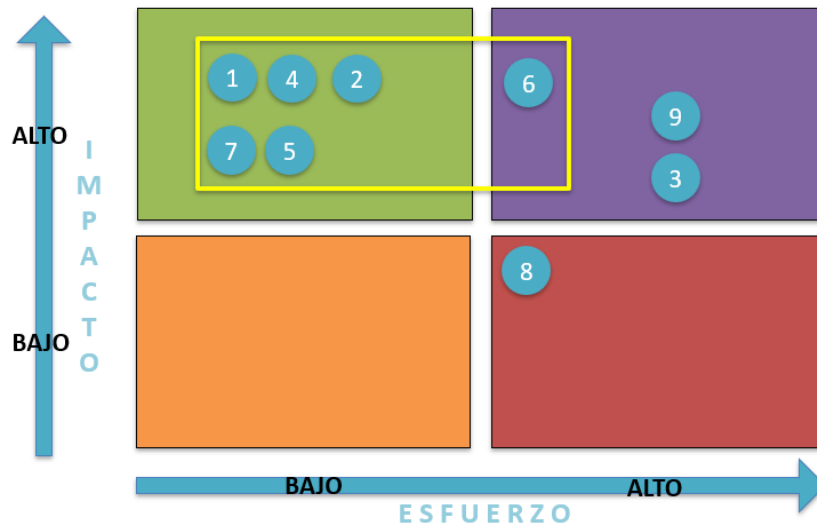 1 4 2 6
9
ALTO
7 5
3
IMPACTO
8
BAJO
BAJO ALTO
ESFUERZO